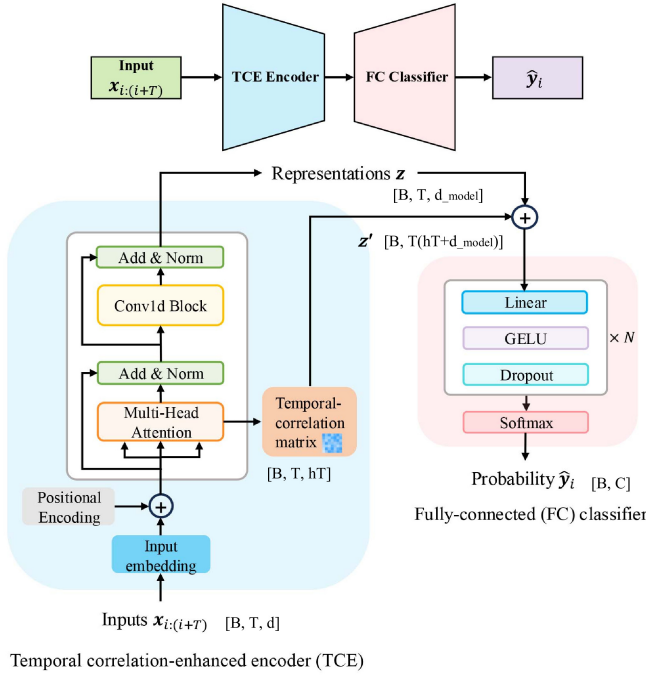 Input
x_{i:(i+T)}
TCE Encoder
FC Classifier
ŷ_i
Representations z
[B, T, d_model]
z′ [B, T(hT+d_model)]
Add & Norm
Conv1d Block
Add & Norm
Multi-Head
Attention
Temporal-
correlation
matrix
[B, T, hT]
Positional
Encoding
Input
embedding
Inputs x_{i:(i+T)} [B, T, d]
Temporal correlation-enhanced encoder (TCE)
Linear
GELU
Dropout
× N
Softmax
Probability ŷ_i [B, C]
Fully-connected (FC) classifier